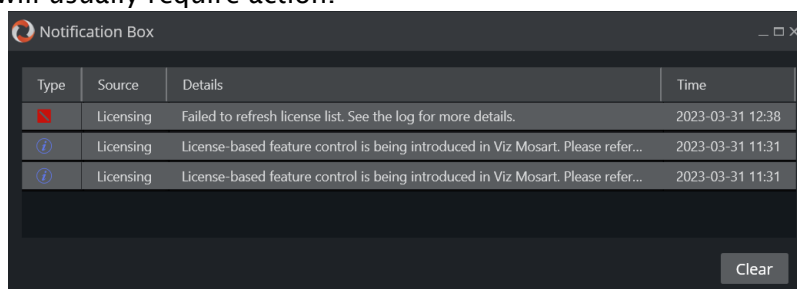 will usually require action.
Notification Box
Type Source Details Time
Licensing Failed to refresh license list. See the log for more details. 2023-03-31 12:38
Licensing License-based feature control is being introduced in Viz Mosart. Please refer... 2023-03-31 11:31
Licensing License-based feature control is being introduced in Viz Mosart. Please refer... 2023-03-31 11:31
Clear